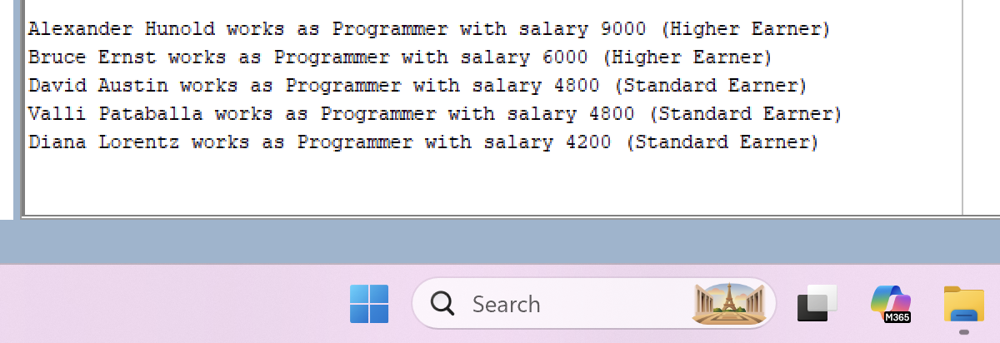 Alexander Hunold works as Programmer with salary 9000 (Higher Earner)
Bruce Ernst works as Programmer with salary 6000 (Higher Earner)
David Austin works as Programmer with salary 4800 (Standard Earner)
Valli Pataballa works as Programmer with salary 4800 (Standard Earner)
Diana Lorentz works as Programmer with salary 4200 (Standard Earner)
Search
M365